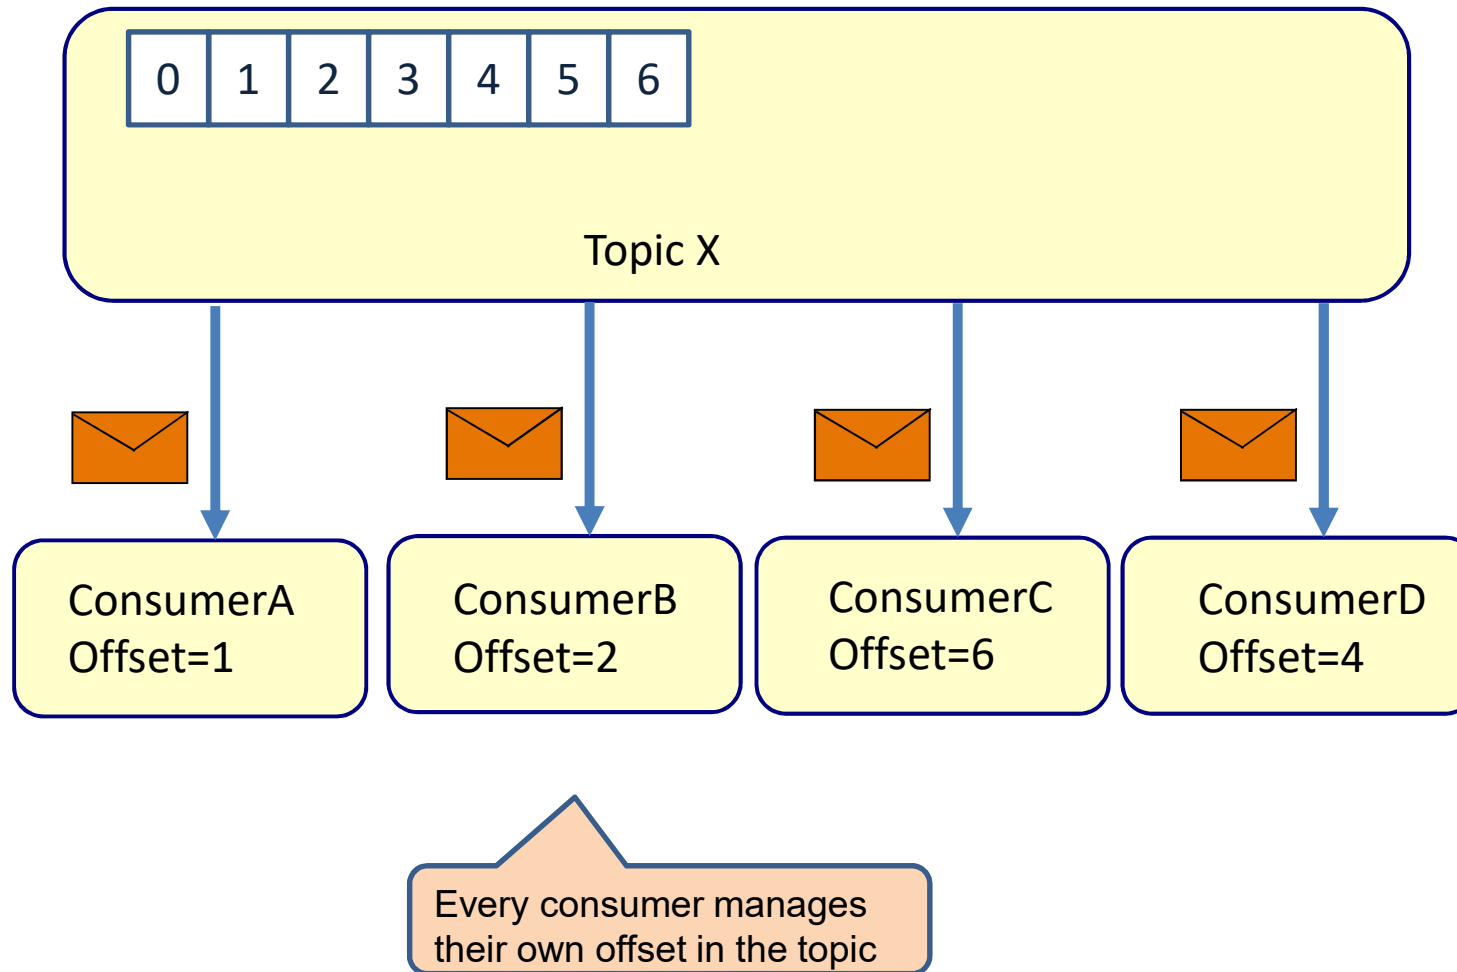 0 1 2 3 4 5 6
Topic X
ConsumerA
Offset=1
ConsumerB
Offset=2
ConsumerC
Offset=6
ConsumerD
Offset=4
Every consumer manages
their own offset in the topic